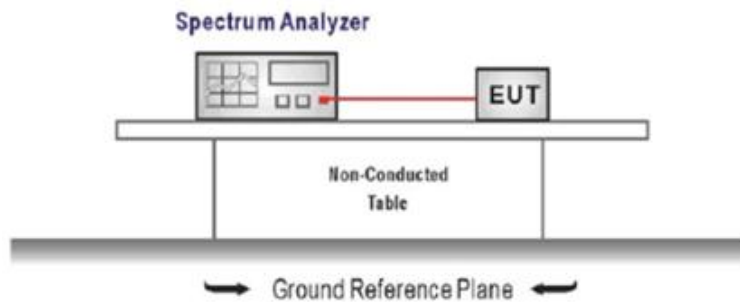 Spectrum Analyzer
EUT
Non-Conducted
Table
Ground Reference Plane